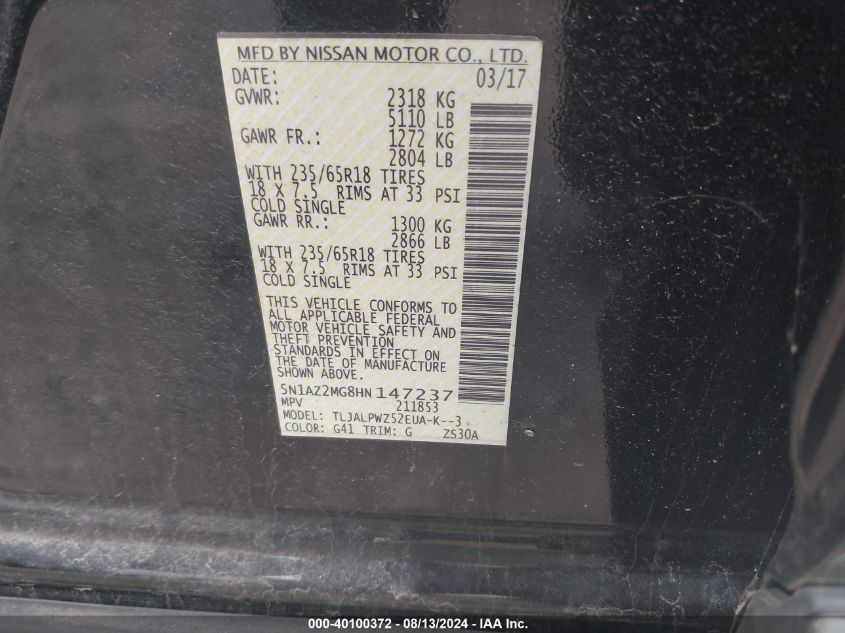 MFD BY NISSAN MOTOR CO., LTD.
DATE: 03/17
GVWR: 2318 KG
5110 LB
GAWR FR.: 1272 KG
2804 LB
WITH 235/65R18 TIRES
18 X 7.5 RIMS AT 33 PSI
COLD SINGLE
GAWR RR.: 1300 KG
2866 LB
WITH 235/65R18 TIRES
18 X 7.5 RIMS AT 33 PSI
COLD SINGLE
THIS VEHICLE CONFORMS TO
ALL APPLICABLE FEDERAL
MOTOR VEHICLE SAFETY AND
THEFT PREVENTION
STANDARDS IN EFFECT ON
THE DATE OF MANUFACTURE
SHOWN ABOVE.
5N1AZ2MG8HN 147237
MPV 211853
MODEL: TLJALPWZ52EUA-K--3
COLOR: G41 TRIM: G ZS30A
000-40100372 - 08/13/2024 - IAA Inc.